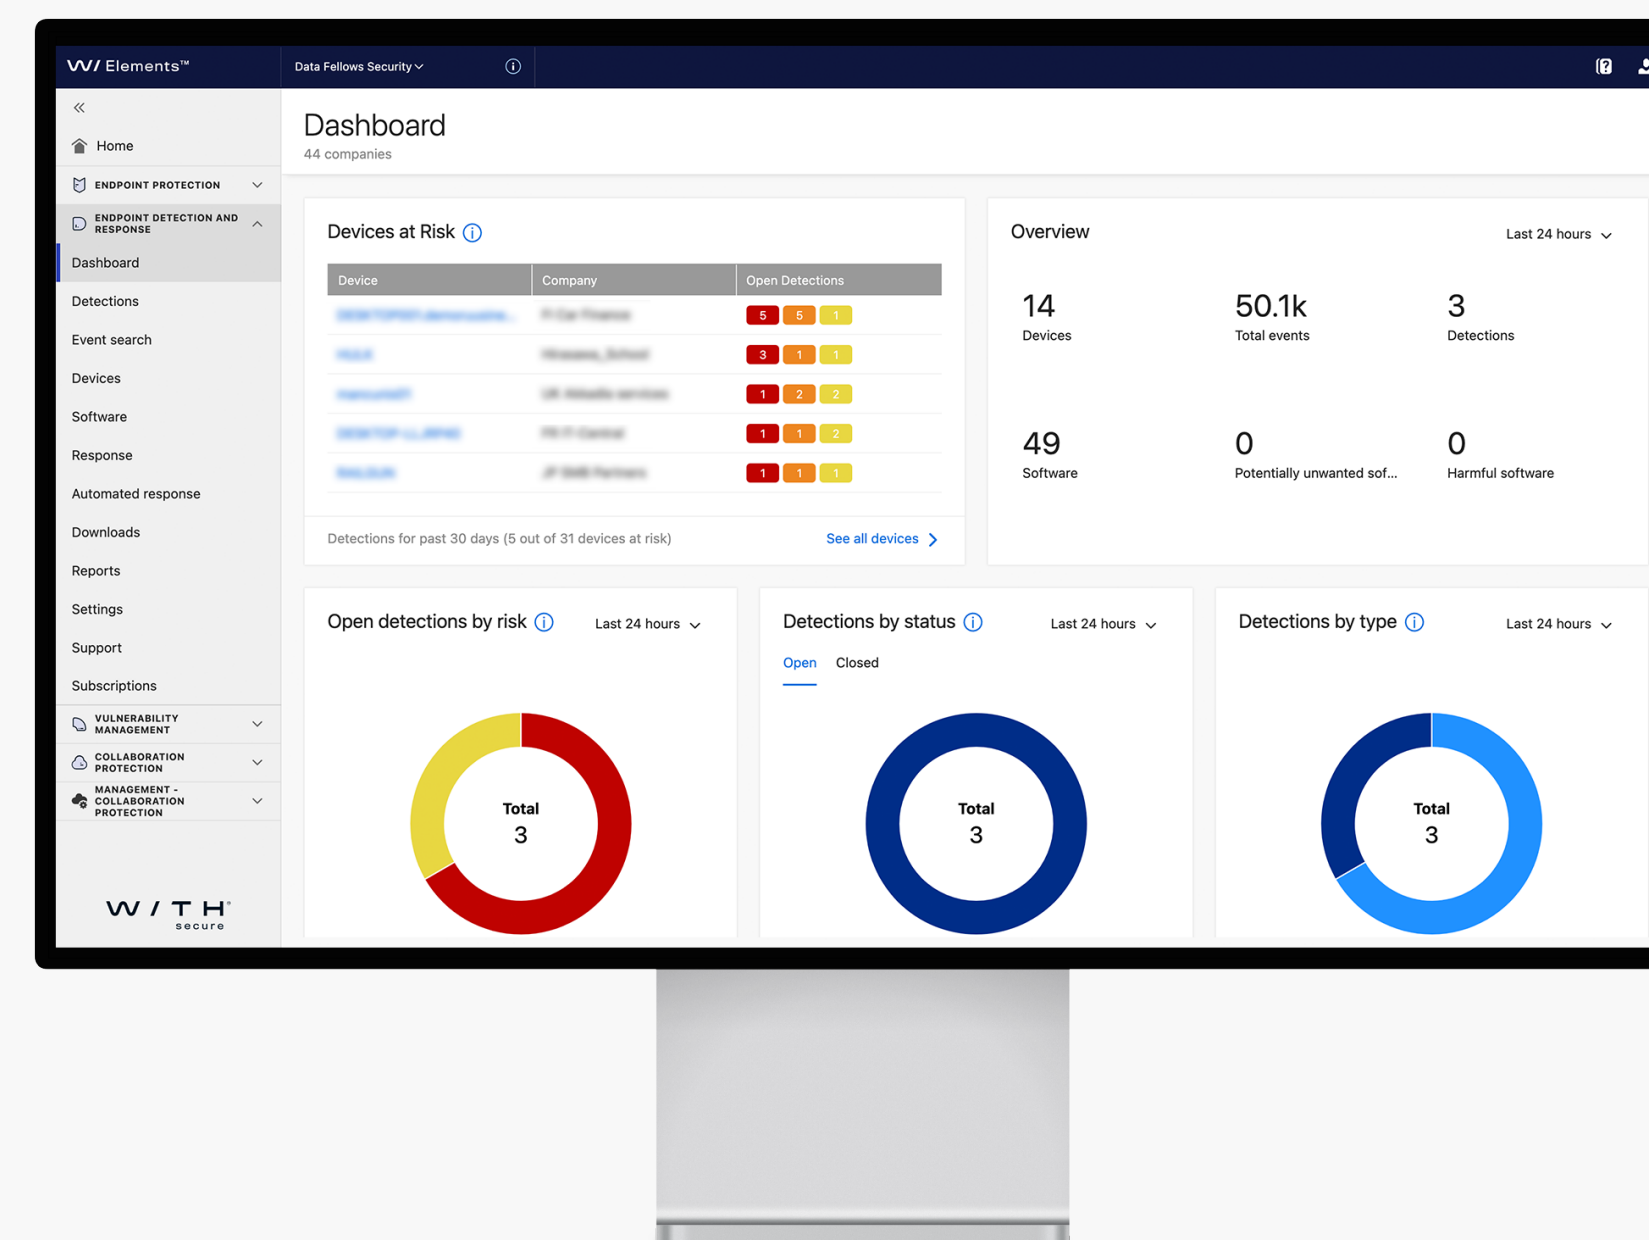 W/ Elements™
Data Fellows Security
Home
ENDPOINT PROTECTION
ENDPOINT DETECTION AND
RESPONSE
Dashboard
Detections
Event search
Devices
Software
Response
Automated response
Downloads
Reports
Settings
Support
Subscriptions
VULNERABILITY
MANAGEMENT
COLLABORATION
PROTECTION
MANAGEMENT -
COLLABORATION
PROTECTION
W / T H®
secure
Dashboard
44 companies
Devices at Risk
Device Company Open Detections
5 5 1
3 1 1
1 2 2
1 1 2
1 1 1
Detections for past 30 days (5 out of 31 devices at risk)
See all devices
Overview
Last 24 hours
14 50.1k 3
Devices Total events Detections
49 0 0
Software Potentially unwanted sof... Harmful software
Open detections by risk
Last 24 hours
Total
3
Detections by status
Last 24 hours
Open Closed
Total
3
Detections by type
Last 24 hours
Total
3